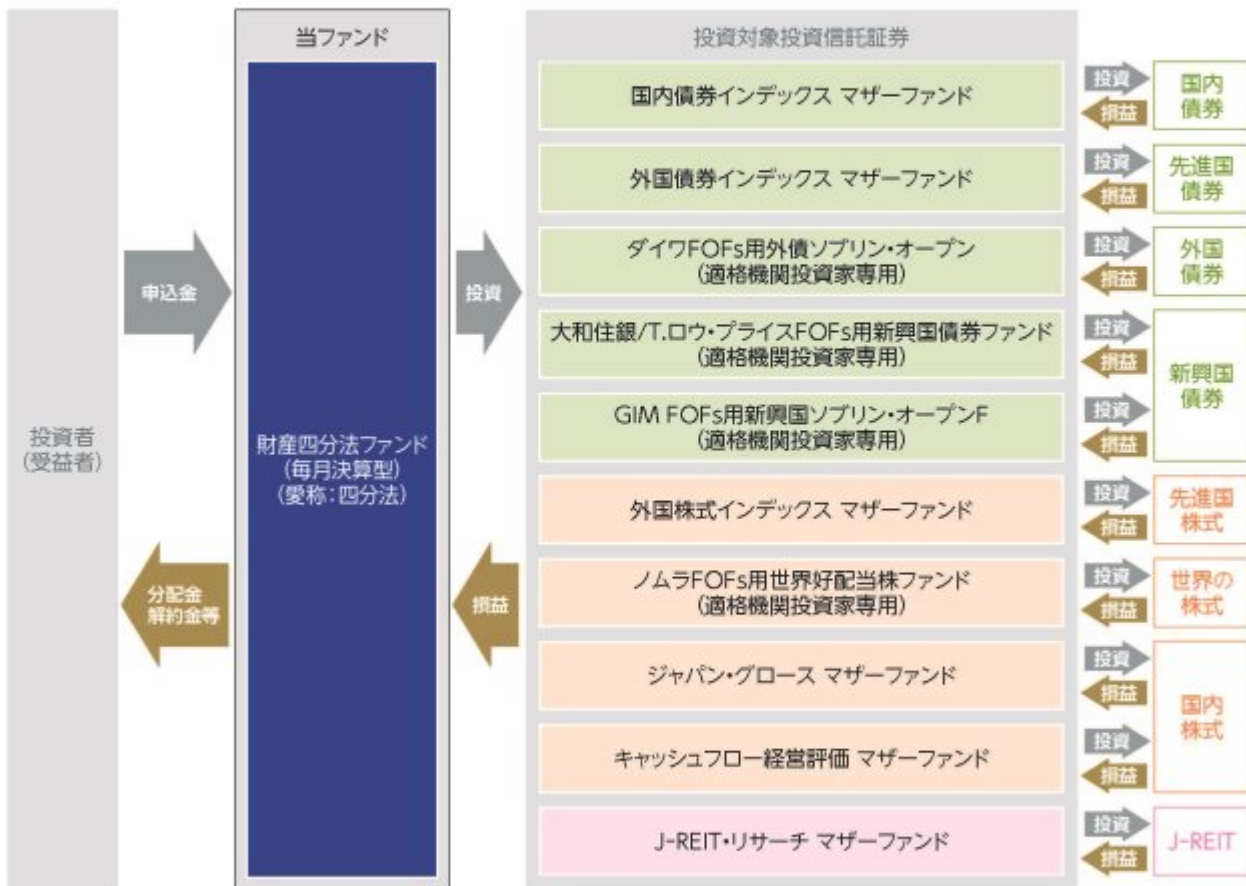 投資者
(受益者)
申込金
分配金
解約金等
当ファンド
財産四分法ファンド
(毎月決算型)
(愛称:四分法)
投資
損益
投資対象投資信託証券
国内債券インデックス マザーファンド
投資
損益
国内
債券
外国債券インデックス マザーファンド
投資
損益
先進国
債券
ダイワFOFs用外債ソブリン・オープン
(適格機関投資家専用)
投資
損益
外国
債券
大和住銀/T.ロウ・プライスFOFs用新興国債券ファンド
(適格機関投資家専用)
投資
損益
GIM FOFs用新興国ソブリン・オープンF
(適格機関投資家専用)
投資
損益
新興国
債券
外国株式インデックス マザーファンド
投資
損益
先進国
株式
ノムラFOFs用世界好配当株ファンド
(適格機関投資家専用)
投資
損益
世界の
株式
ジャパン・グロース マザーファンド
投資
損益
キャッシュフロー経営評価 マザーファンド
投資
損益
国内
株式
J-REIT・リサーチ マザーファンド
投資
損益
J-REIT